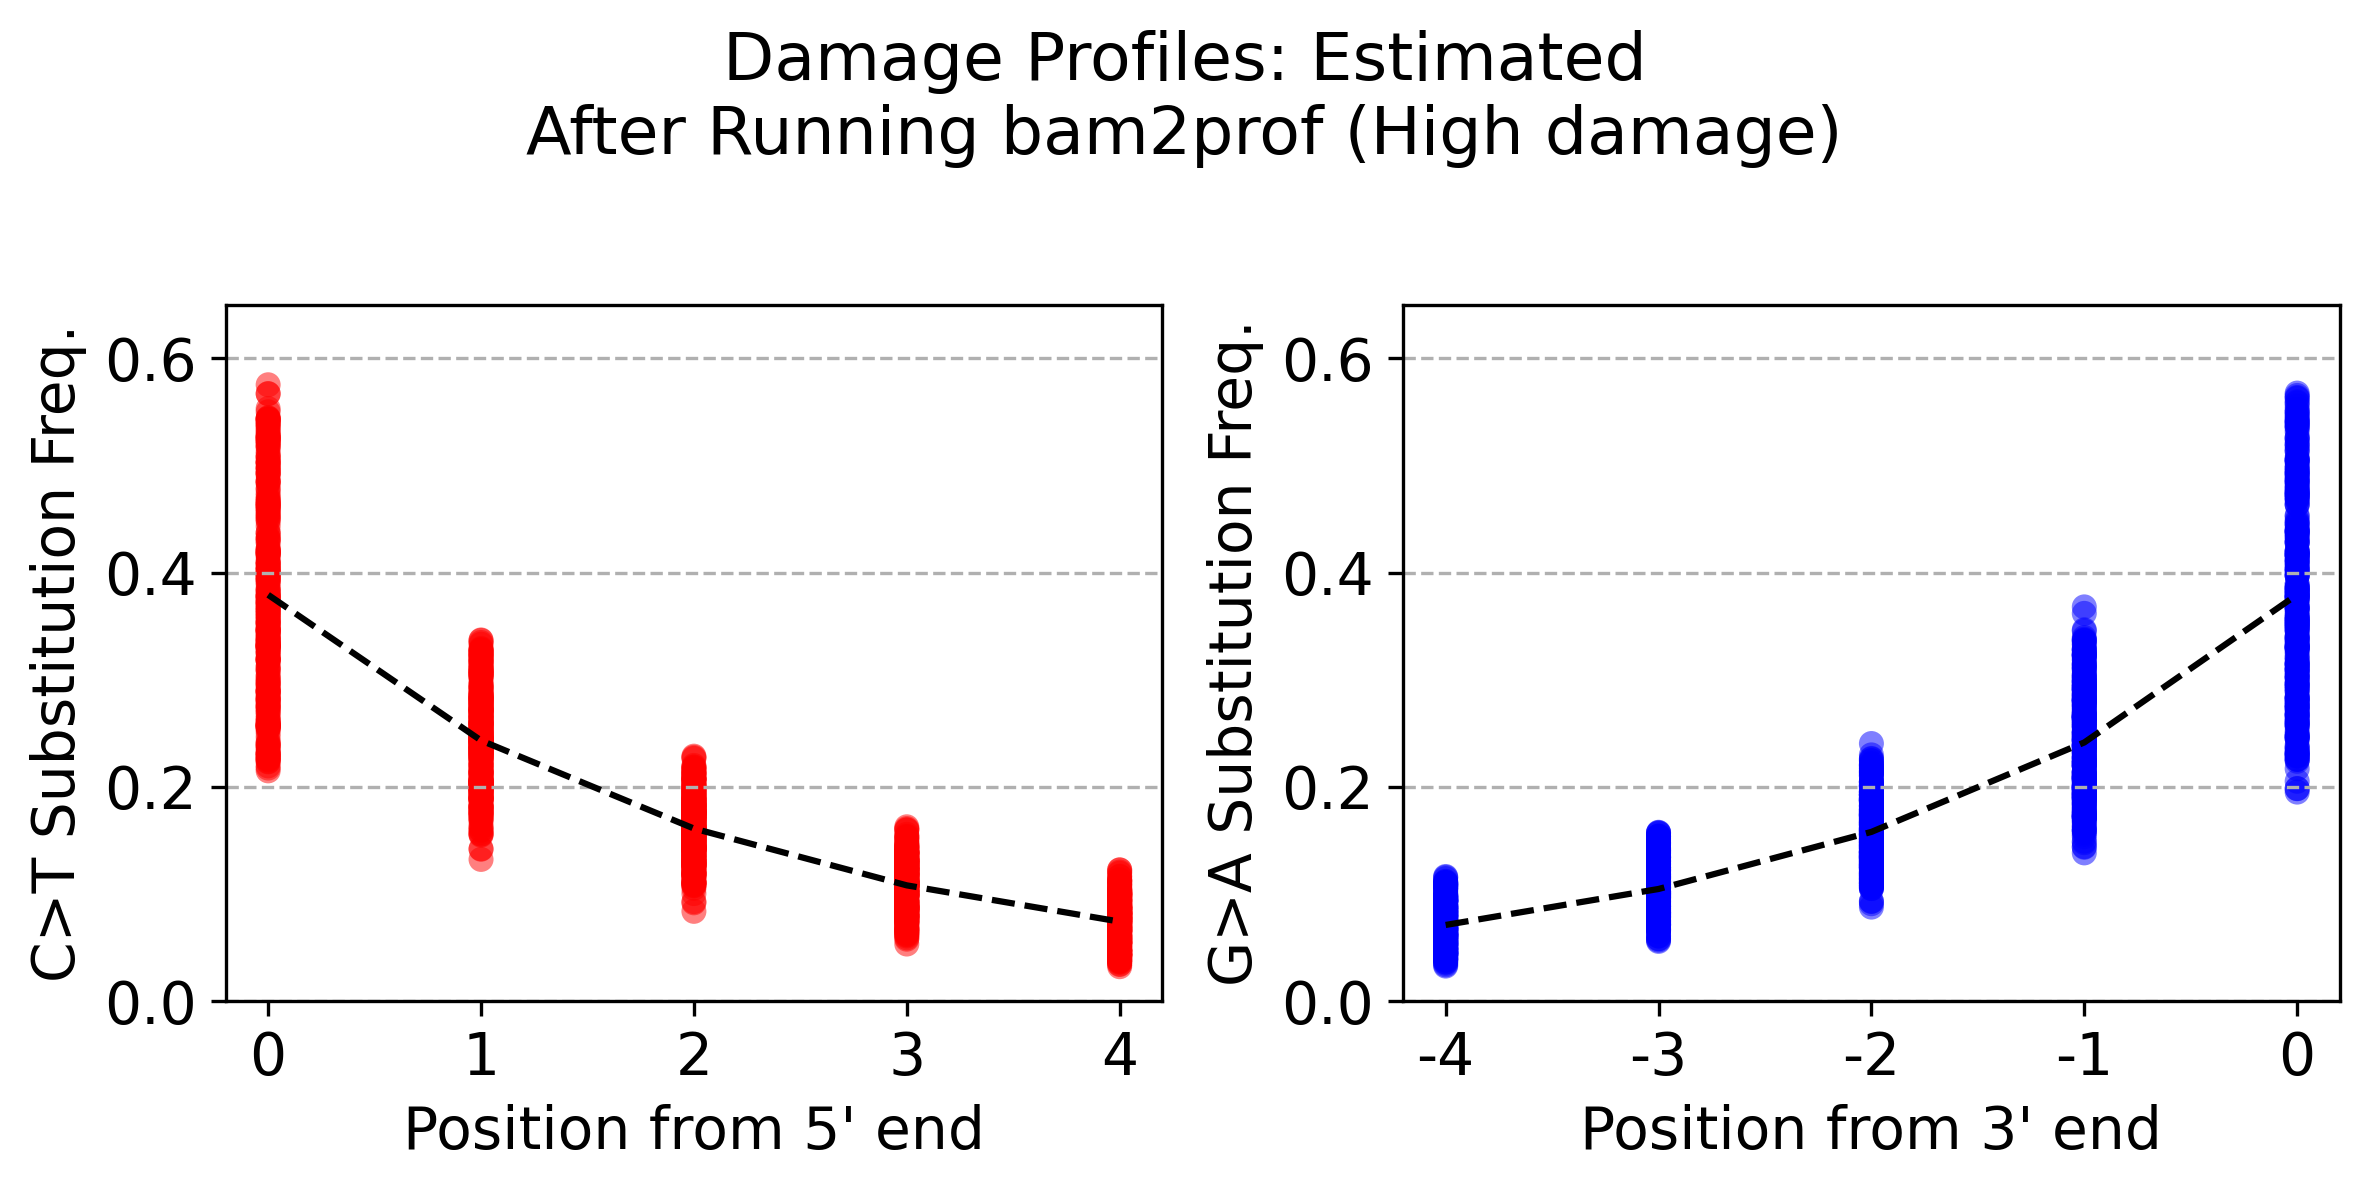 Damage Profiles: Estimated
After Running bam2prof (High damage)
C>T Substitution Freq.
0.6
0.4
0.2
0.0
0 1 2 3 4
Position from 5' end
G>A Substitution Freq.
0.6
0.4
0.2
0.0
-4 -3 -2 -1 0
Position from 3' end